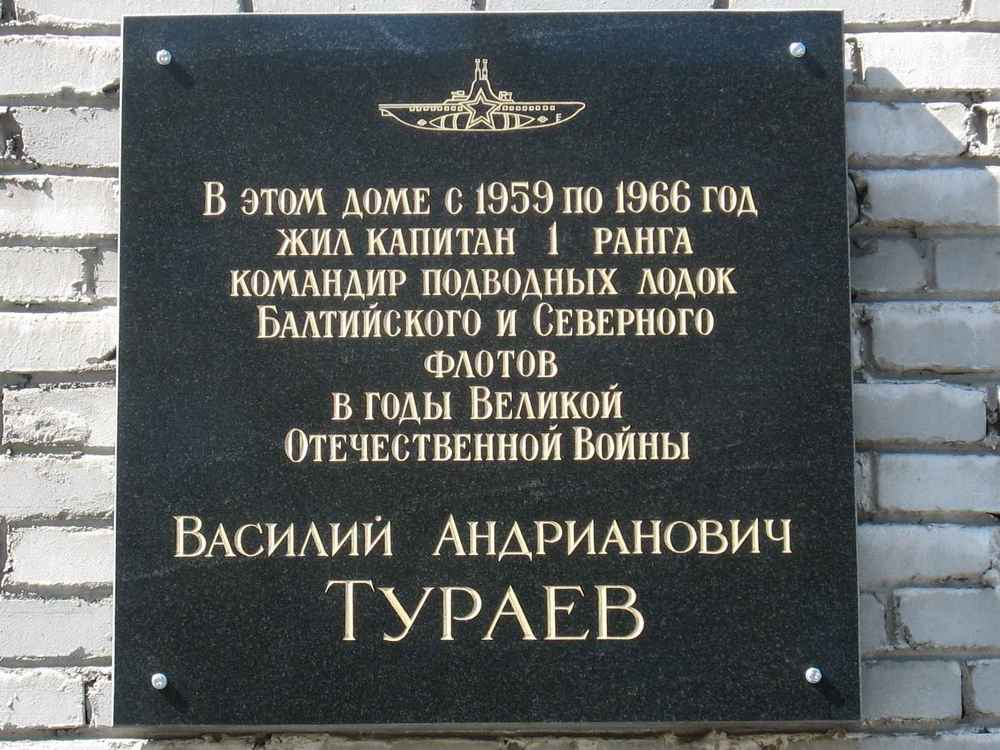 В этом доме с 1959 по 1966 год
жил капитан 1 ранга
командир подводных лодок
Балтийского и Северного
флотов
в годы Великой
Отечественной Войны
Василий Андрианович
Тураев